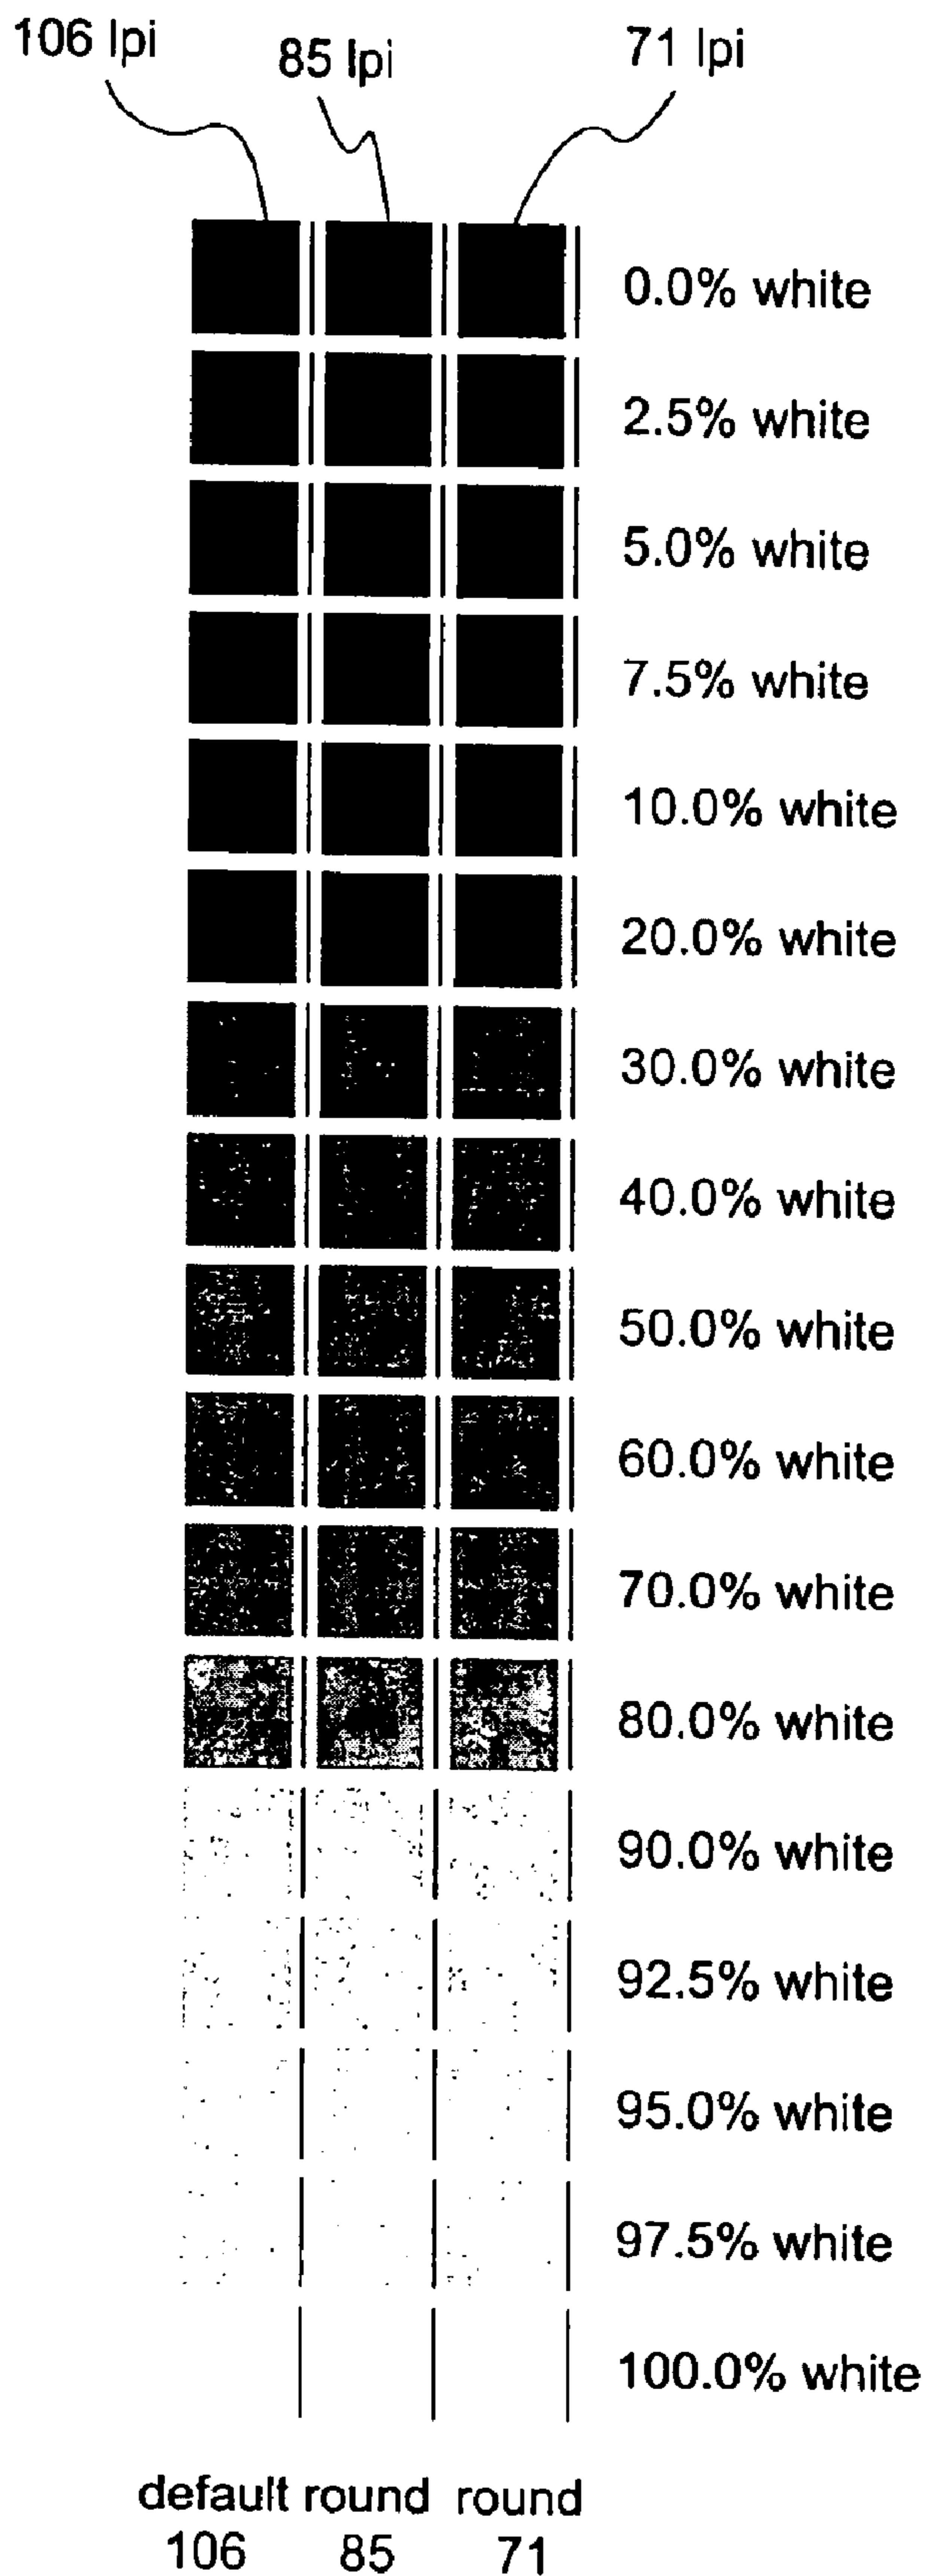 106 lpi 85 lpi 71 lpi
0.0% white
2.5% white
5.0% white
7.5% white
10.0% white
20.0% white
30.0% white
40.0% white
50.0% white
60.0% white
70.0% white
80.0% white
90.0% white
92.5% white
95.0% white
97.5% white
100.0% white
default round round
106 85 71